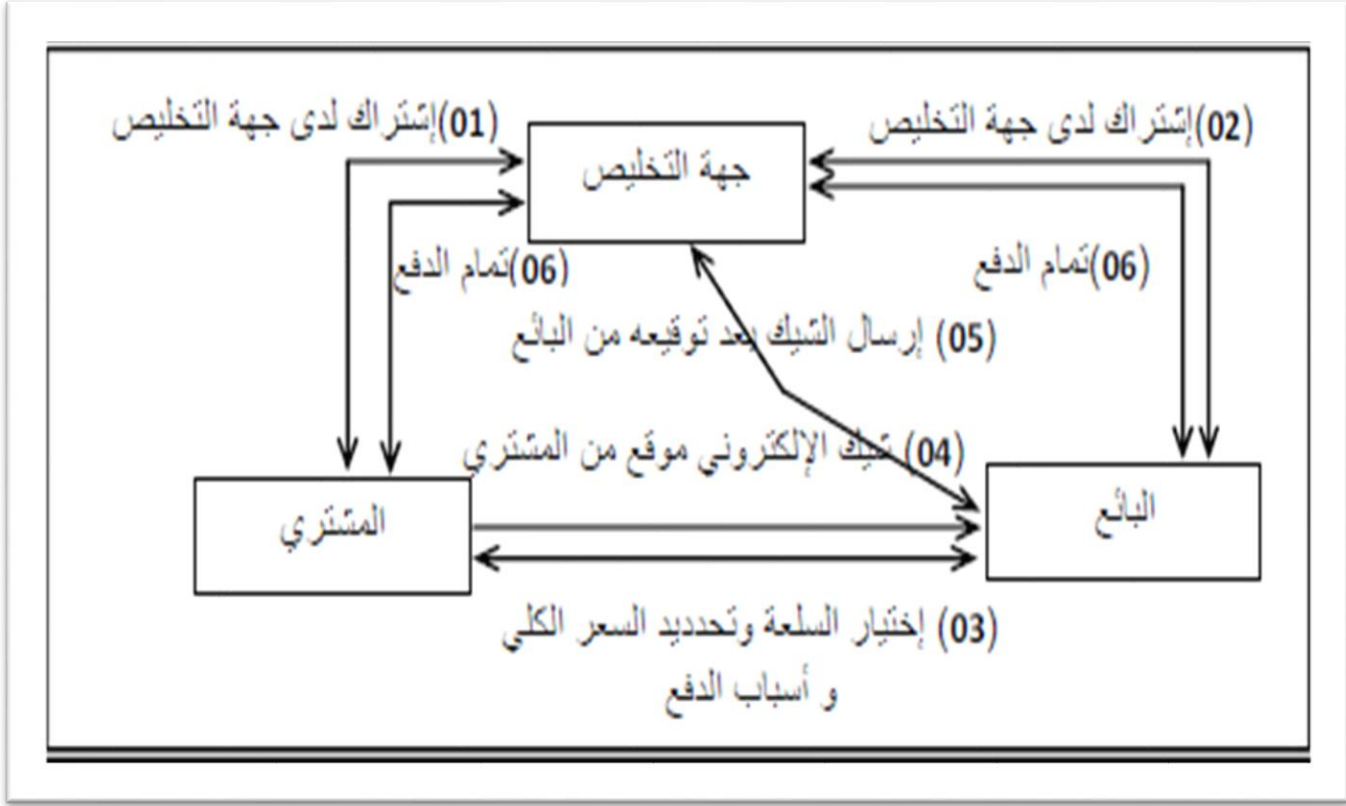 (01)إشتراك لدى جهة التخليص
(02)إشتراك لدى جهة التخليص
جهة التخليص
(06)تمام الدفع
(06)تمام الدفع
(05) إرسال الشيك بعد توقيعه من البائع
(04) شيك الإلكتروني موقع من المشتري
المشتري
البائع
(03) إختيار السلعة وتحدديد السعر الكلي
و أسباب الدفع